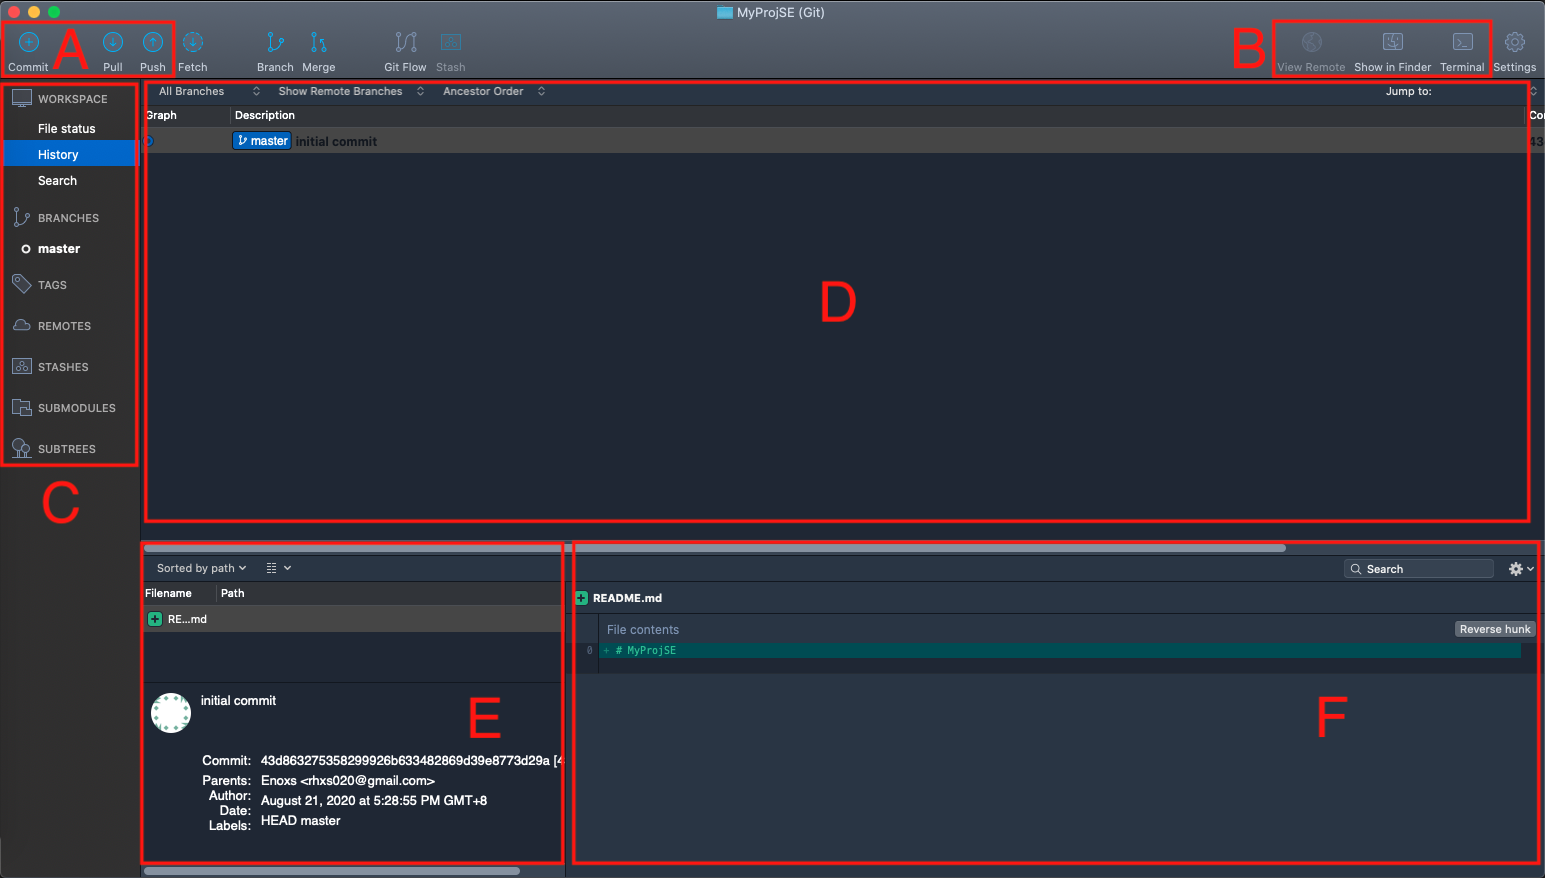 MyProjSE (Git)
Commit Pull Push Fetch Branch Merge Git Flow Stash View Remote Show in Finder Terminal Settings
A
B
WORKSPACE
File status
History
Search
BRANCHES
master
TAGS
REMOTES
STASHES
SUBMODULES
SUBTREES
C
All Branches Show Remote Branches Ancestor Order Jump to:
Graph Description Co
master initial commit 43
D
Sorted by path
Filename Path
RE...md
initial commit
Commit: 43d863275358299926b633482869d39e8773d29a [4
Parents: Enoxs <rhxs020@gmail.com>
Author: August 21, 2020 at 5:28:55 PM GMT+8
Date:
Labels: HEAD master
E
Search
README.md
File contents Reverse hunk
0 + # MyProjSE
F